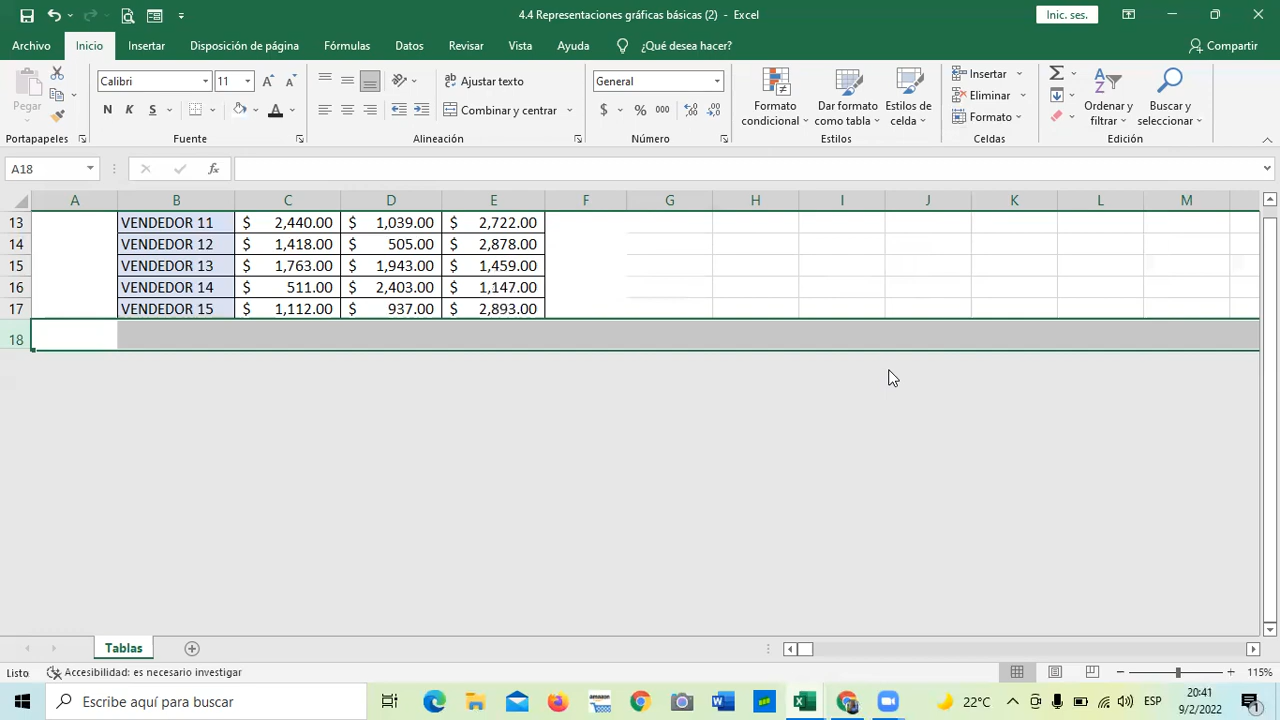 4.4 Representaciones gráficas básicas (2) - Excel
Inic. ses.
Archivo Inicio Insertar Disposición de página Fórmulas Datos Revisar Vista Ayuda ¿Qué desea hacer? Compartir
Pegar
Portapapeles
Calibri 11
N K S
Fuente
Ajustar texto
Combinar y centrar
Alineación
General
$ % 000
Número
Formato condicional
Dar formato como tabla
Estilos de celda
Estilos
Insertar
Eliminar
Formato
Celdas
Ordenar y filtrar
Buscar y seleccionar
Edición
A18 fx
A B C D E F G H I J K L M
13 VENDEDOR 11 $ 2,440.00 $ 1,039.00 $ 2,722.00
14 VENDEDOR 12 $ 1,418.00 $ 505.00 $ 2,878.00
15 VENDEDOR 13 $ 1,763.00 $ 1,943.00 $ 1,459.00
16 VENDEDOR 14 $ 511.00 $ 2,403.00 $ 1,147.00
17 VENDEDOR 15 $ 1,112.00 $ 937.00 $ 2,893.00
18
Tablas
Listo Accesibilidad: es necesario investigar 115%
Escribe aquí para buscar 22°C ESP 20:41
9/2/2022